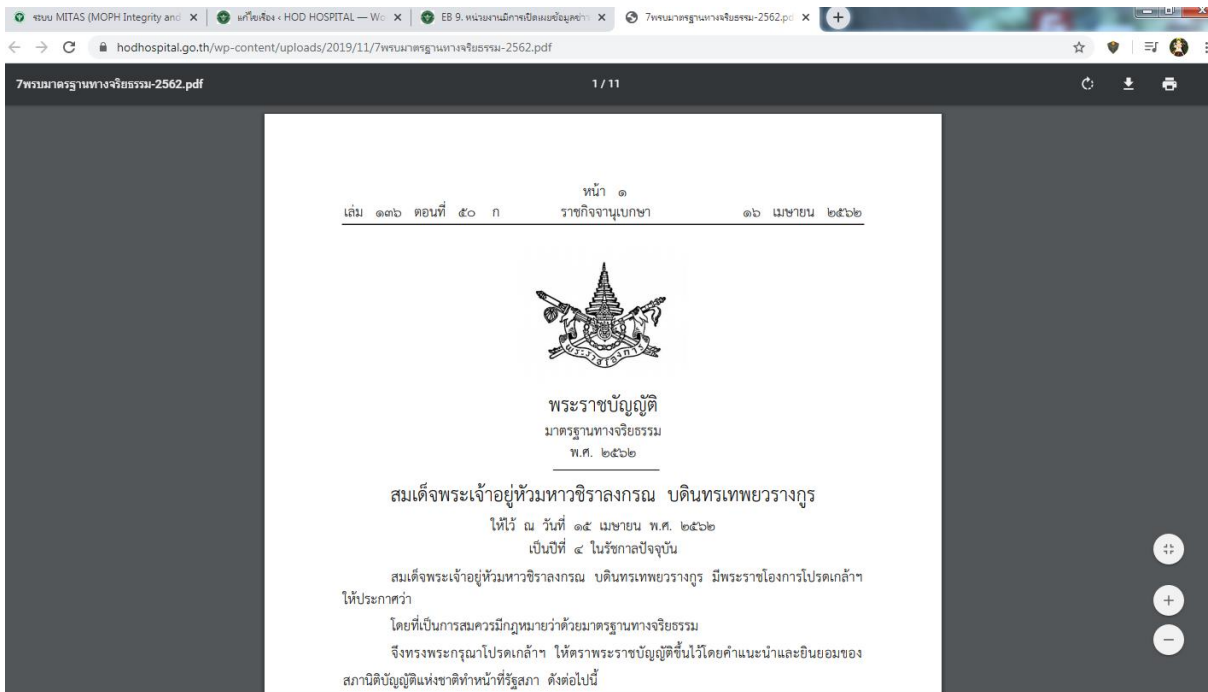 ระบบ MITAS (MOPH Integrity and
แก้ไขเรื่อง ‹ HOD HOSPITAL — Wo
EB 9. หน่วยงานมีการเปิดเผยข้อมูลข่าว
7พรบมาตรฐานทางจริยธรรม-2562.pd
hodhospital.go.th/wp-content/uploads/2019/11/7พรบมาตรฐานทางจริยธรรม-2562.pdf
7พรบมาตรฐานทางจริยธรรม-2562.pdf
1 / 11
หน้า ๑
เล่ม ๑๓๖ ตอนที่ ๕๐ ก ราชกิจจานุเบกษา ๑๖ เมษายน ๒๕๖๒
พระบรมราชโองการ
พระราชบัญญัติ
มาตรฐานทางจริยธรรม
พ.ศ. ๒๕๖๒
สมเด็จพระเจ้าอยู่หัวมหาวชิราลงกรณ บดินทรเทพยวรางกูร
ให้ไว้ ณ วันที่ ๑๕ เมษายน พ.ศ. ๒๕๖๒
เป็นปีที่ ๔ ในรัชกาลปัจจุบัน
สมเด็จพระเจ้าอยู่หัวมหาวชิราลงกรณ บดินทรเทพยวรางกูร มีพระราชโองการโปรดเกล้าฯ
ให้ประกาศว่า
โดยที่เป็นการสมควรมีกฎหมายว่าด้วยมาตรฐานทางจริยธรรม
จึงทรงพระกรุณาโปรดเกล้าฯ ให้ตราพระราชบัญญัติขึ้นไว้โดยคำแนะนำและยินยอมของ
สภานิติบัญญัติแห่งชาติทำหน้าที่รัฐสภา ดังต่อไปนี้